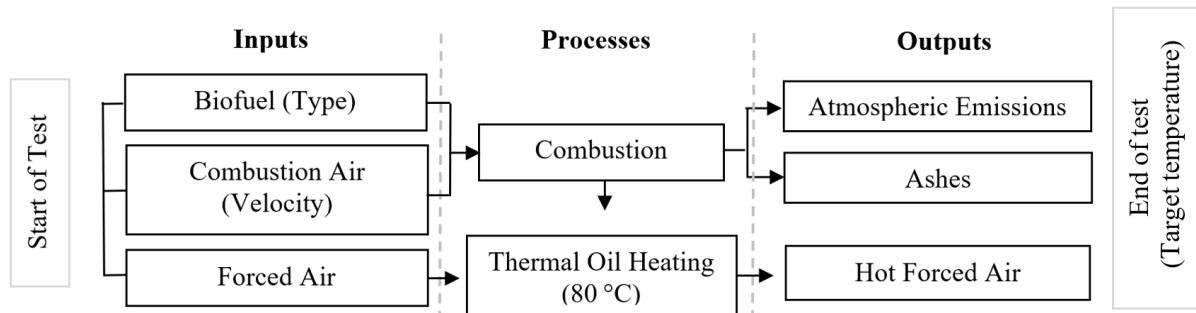 Inputs
Processes
Outputs
Start of Test
Biofuel (Type)
Combustion Air
(Velocity)
Forced Air
Combustion
Thermal Oil Heating
(80 °C)
Atmospheric Emissions
Ashes
Hot Forced Air
End of test
(Target temperature)